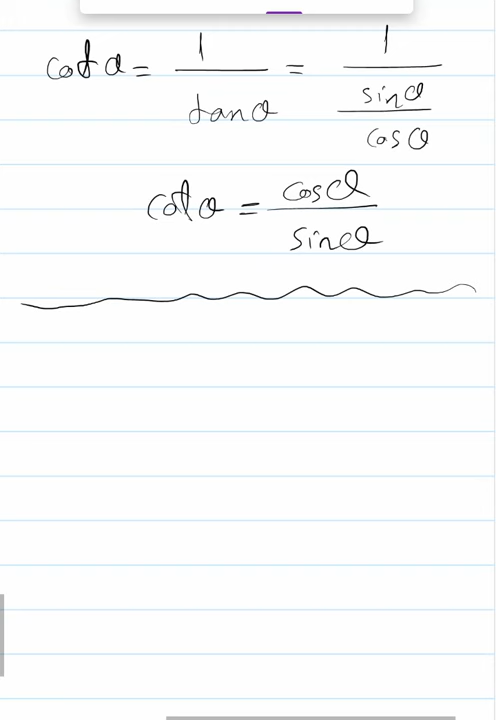 cot θ = 1 / tan θ = 1 / (sin θ / cos θ)
cot θ = cos θ / sin θ